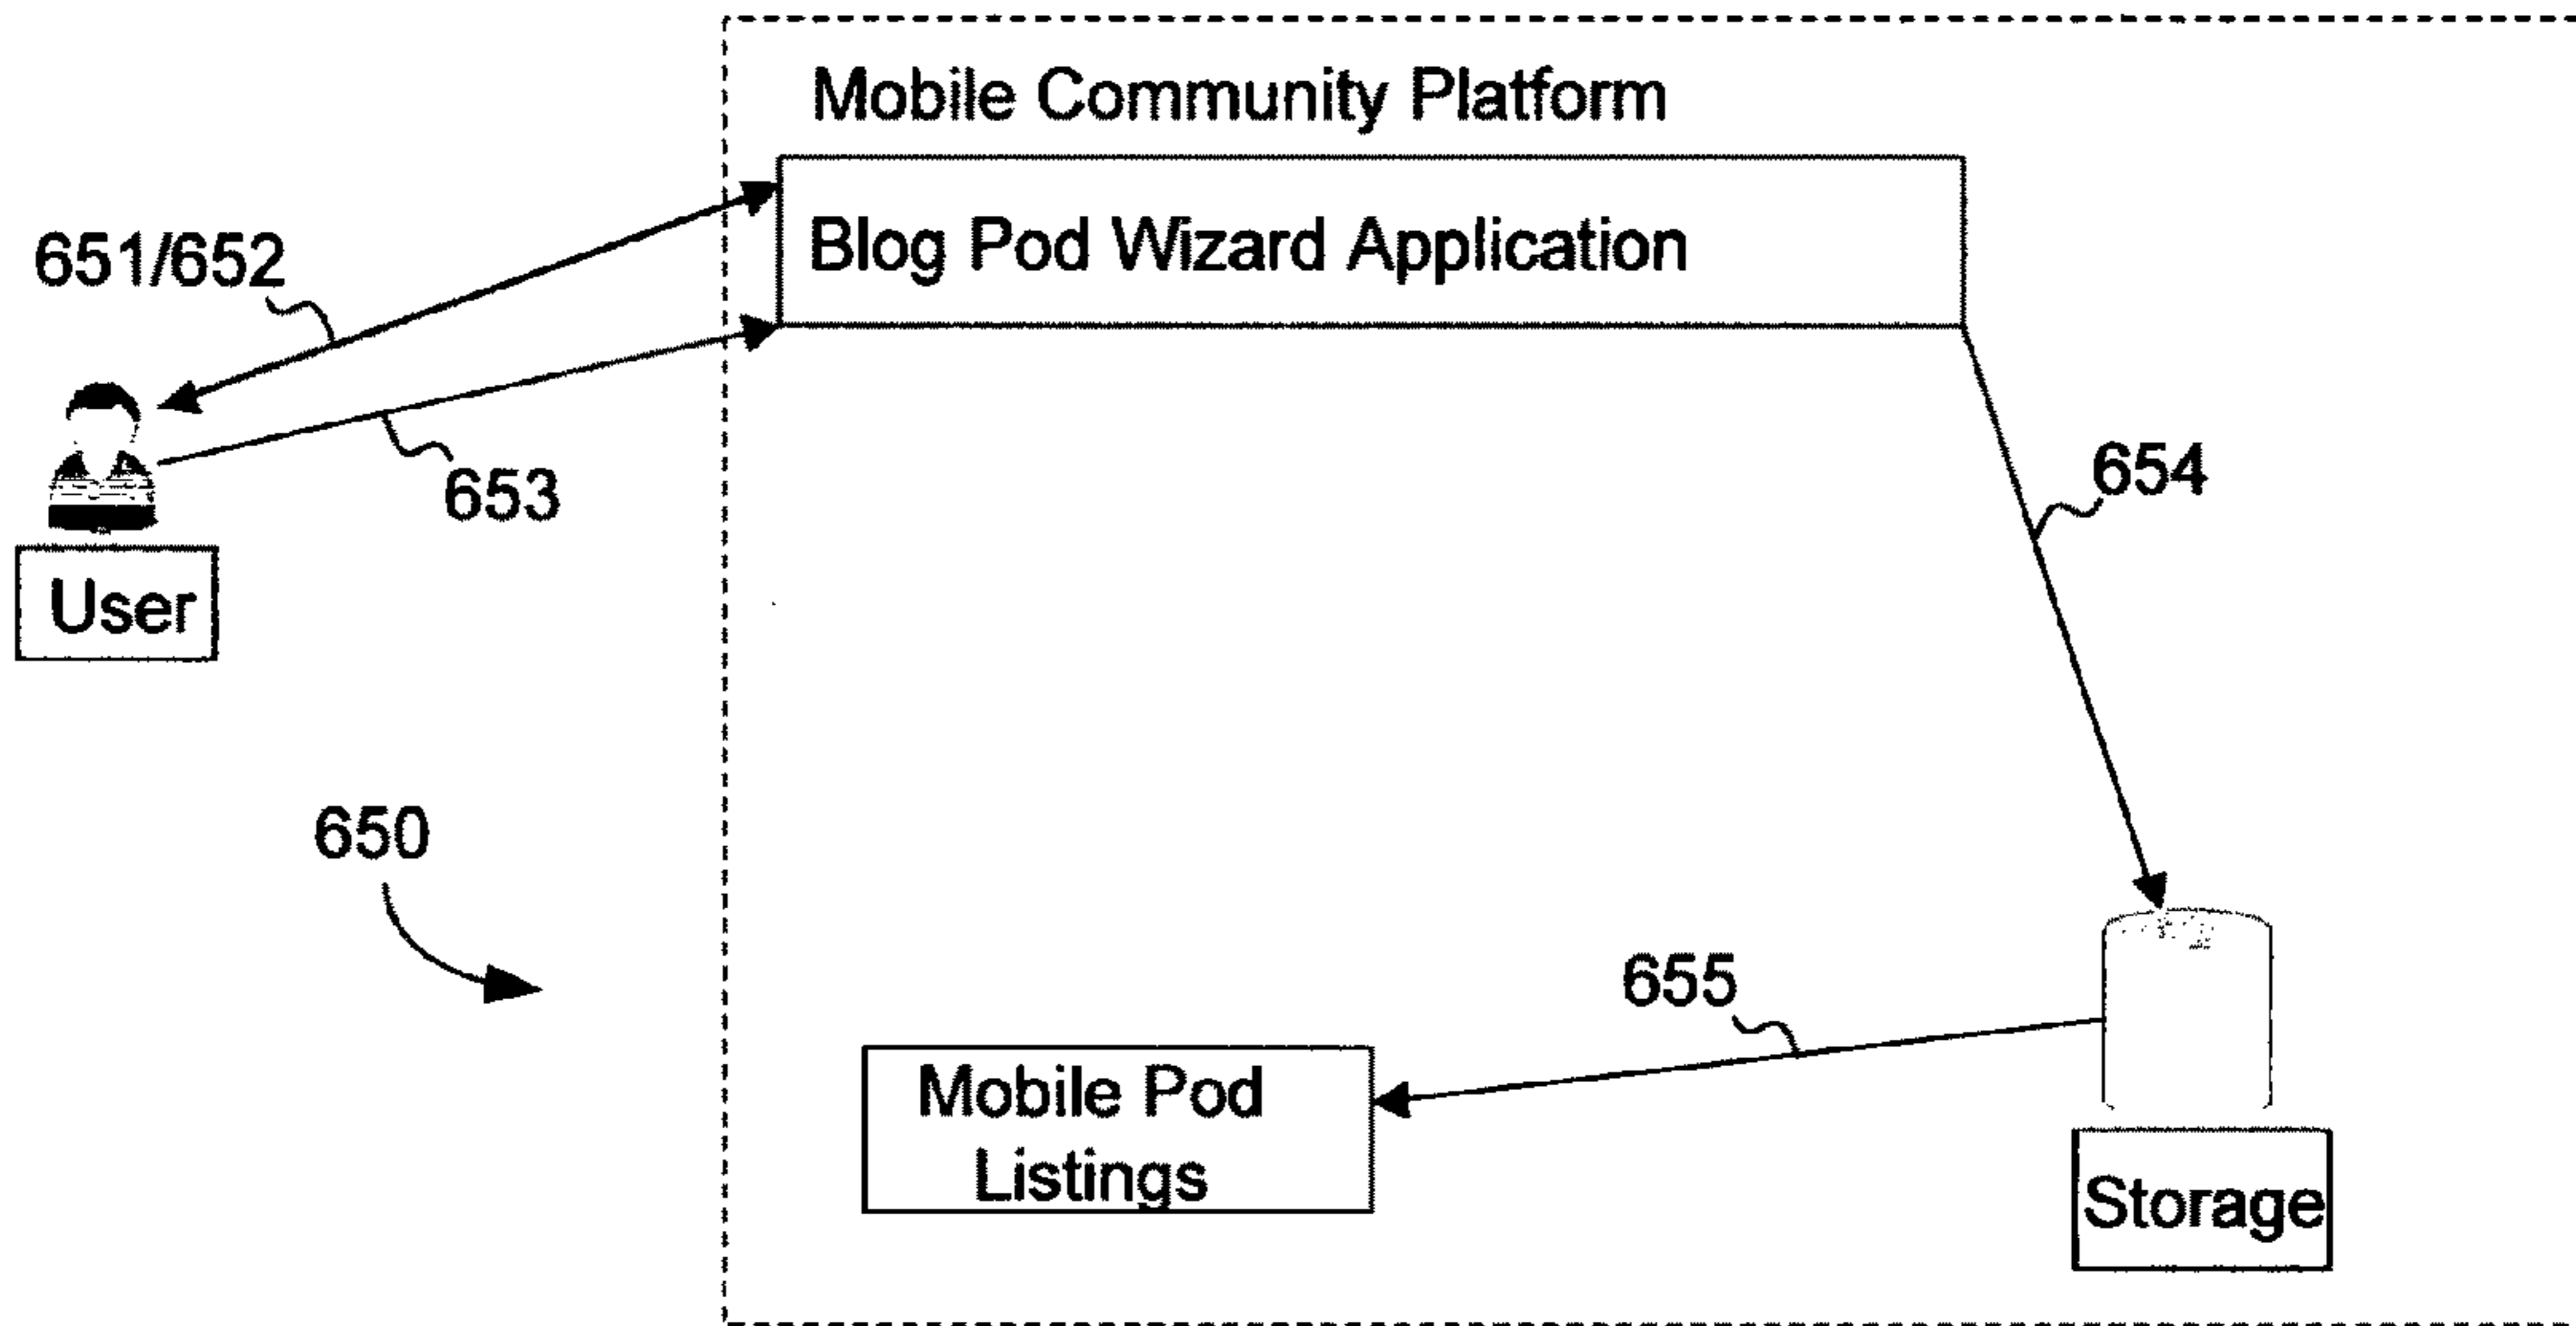 Mobile Community Platform
Blog Pod Wizard Application
651/652
653
User
654
650
655
Mobile Pod
Listings
Storage